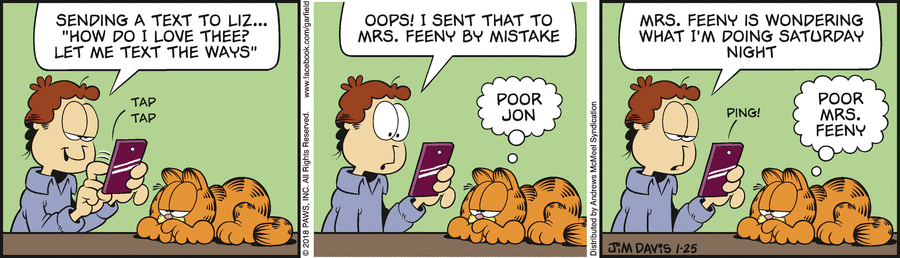 SENDING A TEXT TO LIZ...
"HOW DO I LOVE THEE?
LET ME TEXT THE WAYS"
TAP
TAP
© 2018 PAWS, INC. All Rights Reserved. www.facebook.com/garfield
OOPS! I SENT THAT TO
MRS. FEENY BY MISTAKE
POOR
JON
Distributed by Andrews McMeel Syndication
MRS. FEENY IS WONDERING
WHAT I'M DOING SATURDAY
NIGHT
PING!
POOR
MRS.
FEENY
JIM DAVIS 1-25